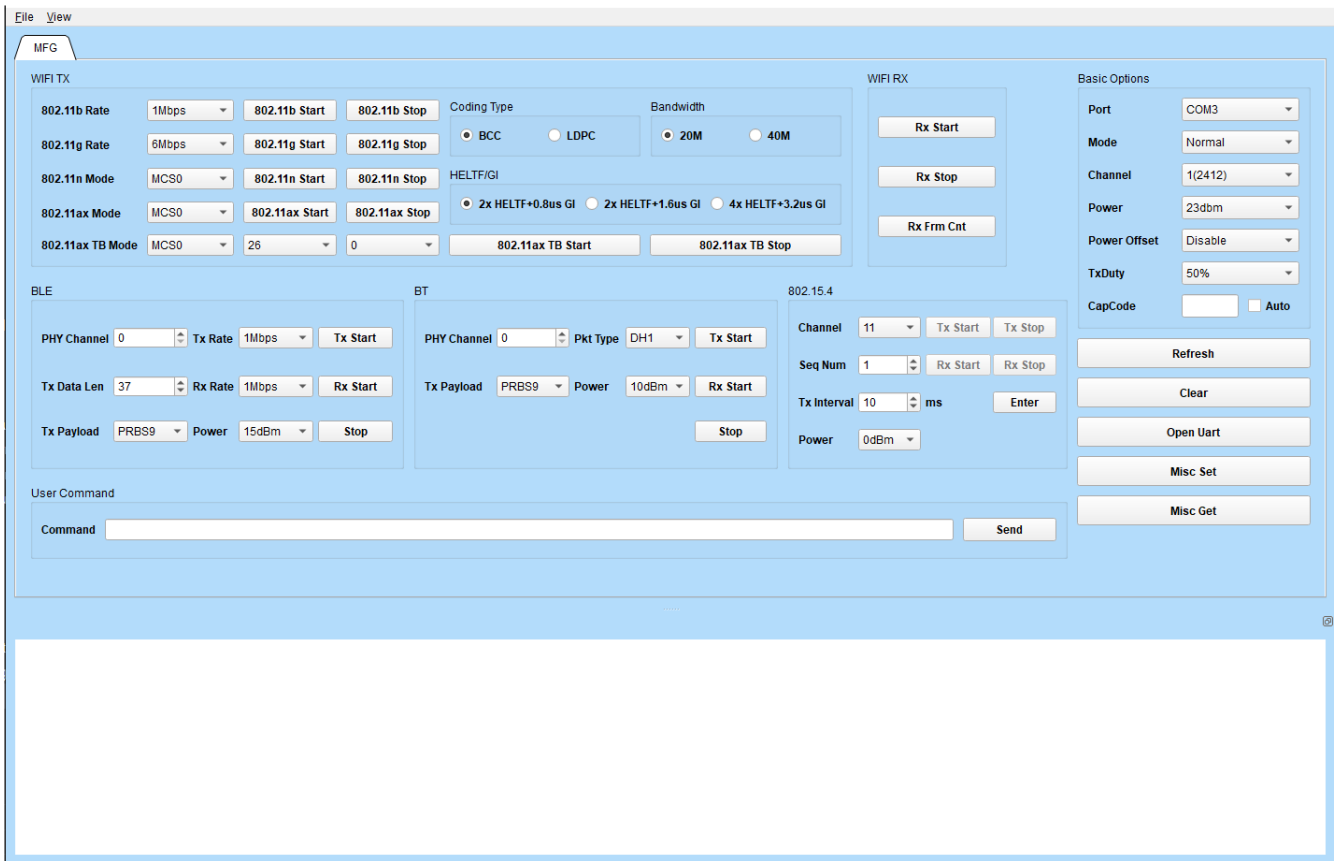 File View
MFG
WIFI TX
802.11b Rate 1Mbps 802.11b Start 802.11b Stop
802.11g Rate 6Mbps 802.11g Start 802.11g Stop
802.11n Mode MCS0 802.11n Start 802.11n Stop
802.11ax Mode MCS0 802.11ax Start 802.11ax Stop
802.11ax TB Mode MCS0 26 0 802.11ax TB Start 802.11ax TB Stop
Coding Type
BCC LDPC
Bandwidth
20M 40M
HELTF/GI
2x HELTF+0.8us GI 2x HELTF+1.6us GI 4x HELTF+3.2us GI
WIFI RX
Rx Start
Rx Stop
Rx Frm Cnt
Basic Options
Port COM3
Mode Normal
Channel 1(2412)
Power 23dbm
Power Offset Disable
TxDuty 50%
CapCode Auto
Refresh
Clear
Open Uart
Misc Set
Misc Get
BLE
PHY Channel 0 Tx Rate 1Mbps Tx Start
Tx Data Len 37 Rx Rate 1Mbps Rx Start
Tx Payload PRBS9 Power 15dBm Stop
BT
PHY Channel 0 Pkt Type DH1 Tx Start
Tx Payload PRBS9 Power 10dBm Rx Start
Stop
802.15.4
Channel 11 Tx Start Tx Stop
Seq Num 1 Rx Start Rx Stop
Tx Interval 10 ms Enter
Power 0dBm
User Command
Command Send